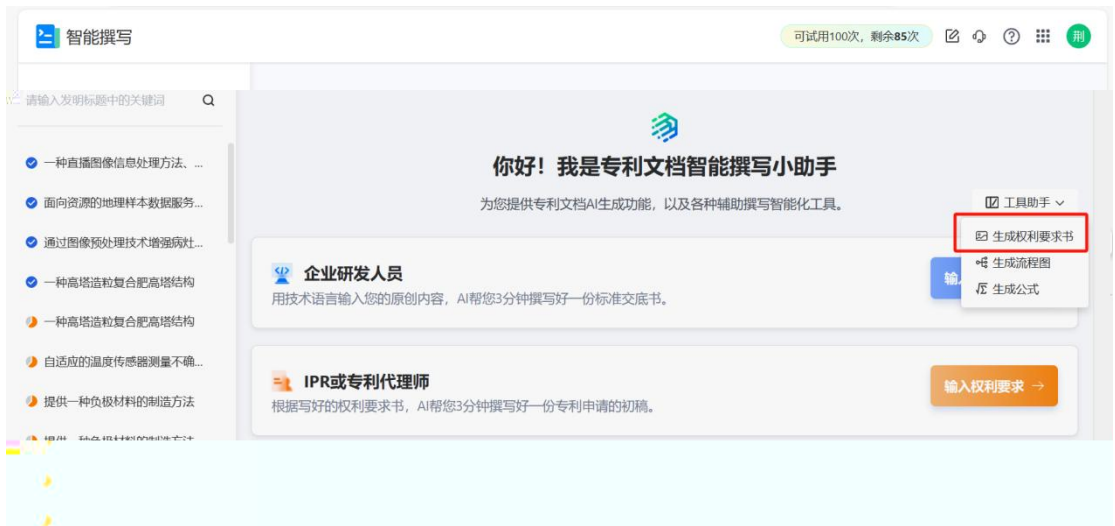 智能撰写
可试用100次，剩余85次
荆
请输入发明标题中的关键词
一种直播图像信息处理方法、...
面向资源的地理样本数据服务...
通过图像预处理技术增强病灶...
一种高塔造粒复合肥高塔结构
一种高塔造粒复合肥高塔结构
自适应的温度传感器测量不确...
提供一种负极材料的制造方法
你好！我是专利文档智能撰写小助手
为您提供专利文档AI生成功能，以及各种辅助撰写智能化工具。
工具助手
生成权利要求书
生成流程图
生成公式
企业研发人员
用技术语言输入您的原创内容，AI帮您3分钟撰写好一份标准交底书。
输
IPR或专利代理师
根据写好的权利要求书，AI帮您3分钟撰写好一份专利申请的初稿。
输入权利要求 →